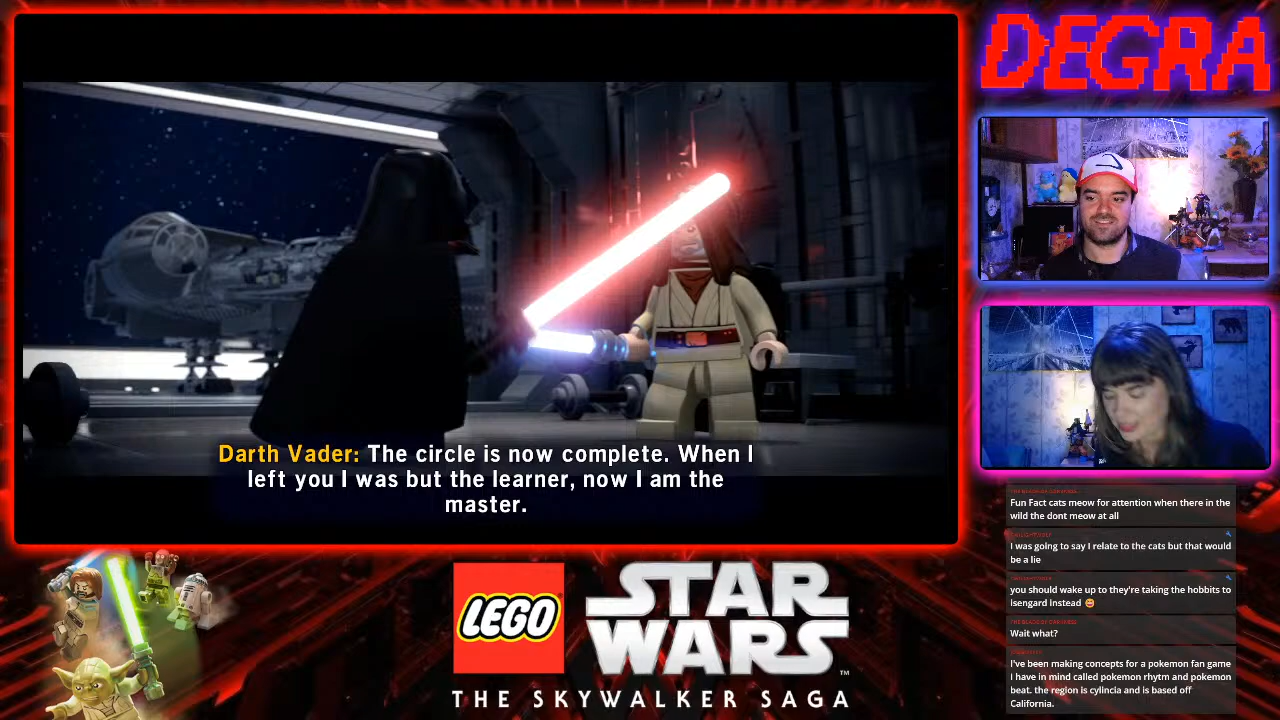 DEGRA
Darth Vader: The circle is now complete. When I
left you I was but the learner, now I am the
master.
Fun Fact cats meow for attention when there in the
wild the dont meow at all
I was going to say I relate to the cats but that would
be a lie
you should wake up to they're taking the hobbits to
Isengard Instead
Wait what?
I've been making concepts for a pokemon fan game
I have in mind called pokemon rhytm and pokemon
beat. the region is cylincia and is based off
California.
LEGO
STAR
WARS
TM
THE SKYWALKER SAGA